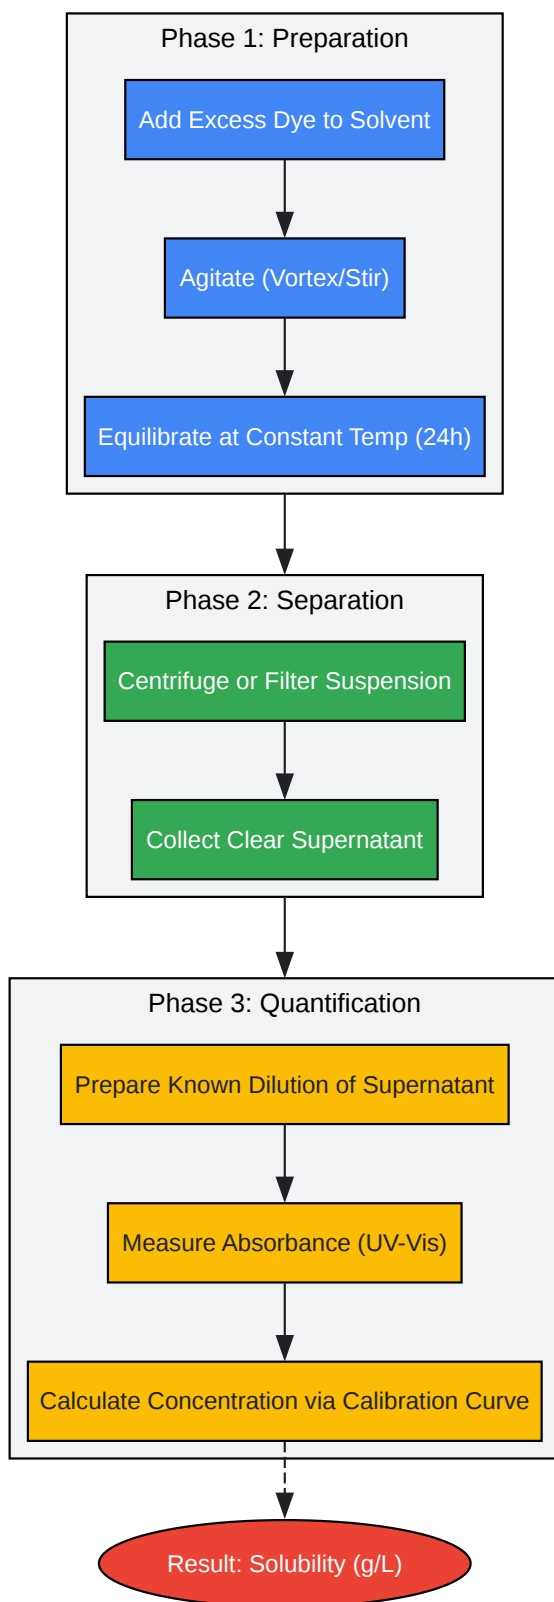 Phase 1: Preparation
Add Excess Dye to Solvent
Agitate (Vortex/Stir)
Equilibrate at Constant Temp (24h)
Phase 2: Separation
Centrifuge or Filter Suspension
Collect Clear Supernatant
Phase 3: Quantification
Prepare Known Dilution of Supernatant
Measure Absorbance (UV-Vis)
Calculate Concentration via Calibration Curve
Result: Solubility (g/L)